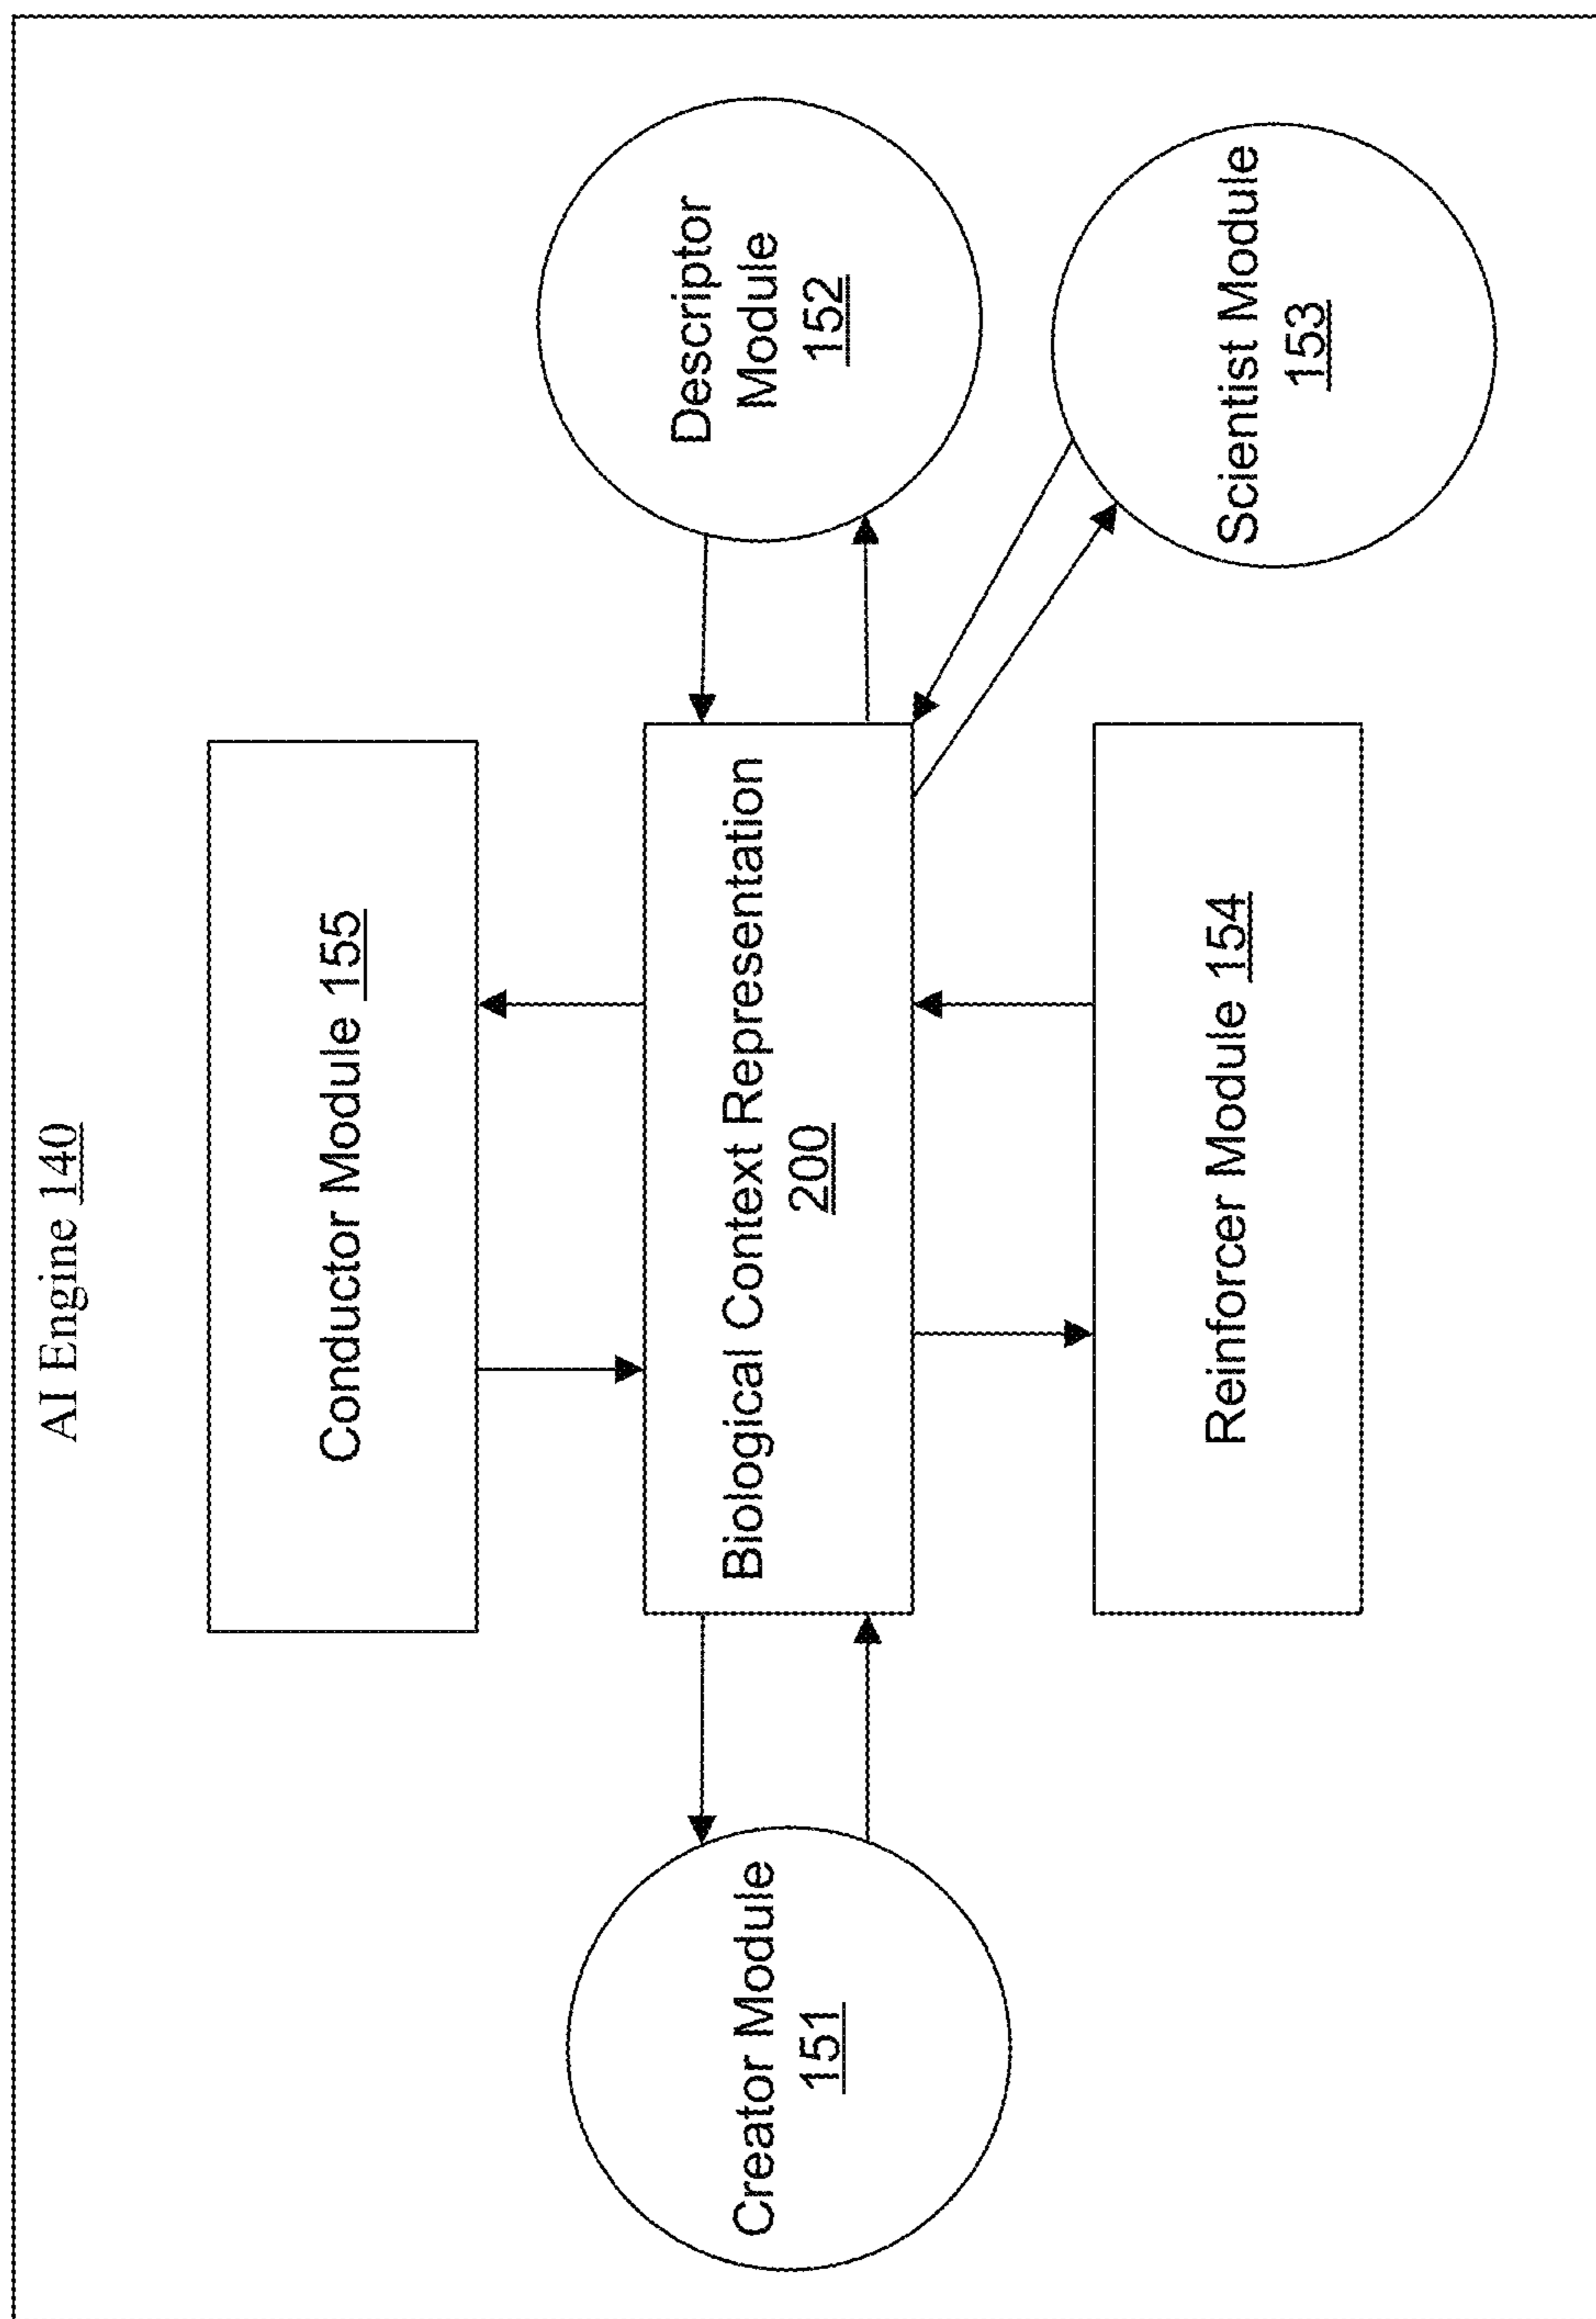 AI Engine 140
Conductor Module 155
Creator Module
151
Biological Context Representation
200
Descriptor
Module
152
Reinforcer Module 154
Scientist Module
153